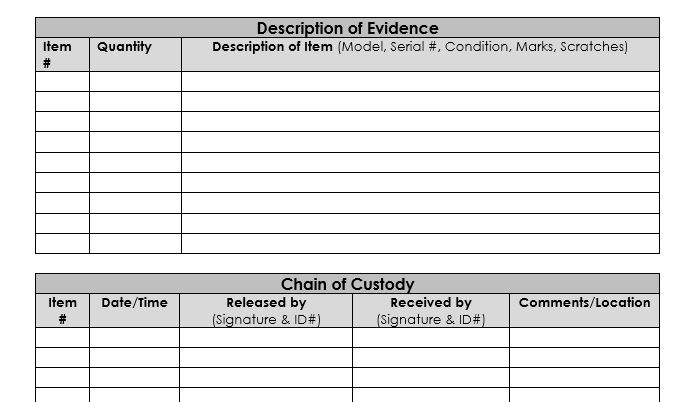 Description of Evidence
Item # Quantity Description of Item (Model, Serial #, Condition, Marks, Scratches)
Chain of Custody
Item # Date/Time Released by (Signature & ID#) Received by (Signature & ID#) Comments/Location